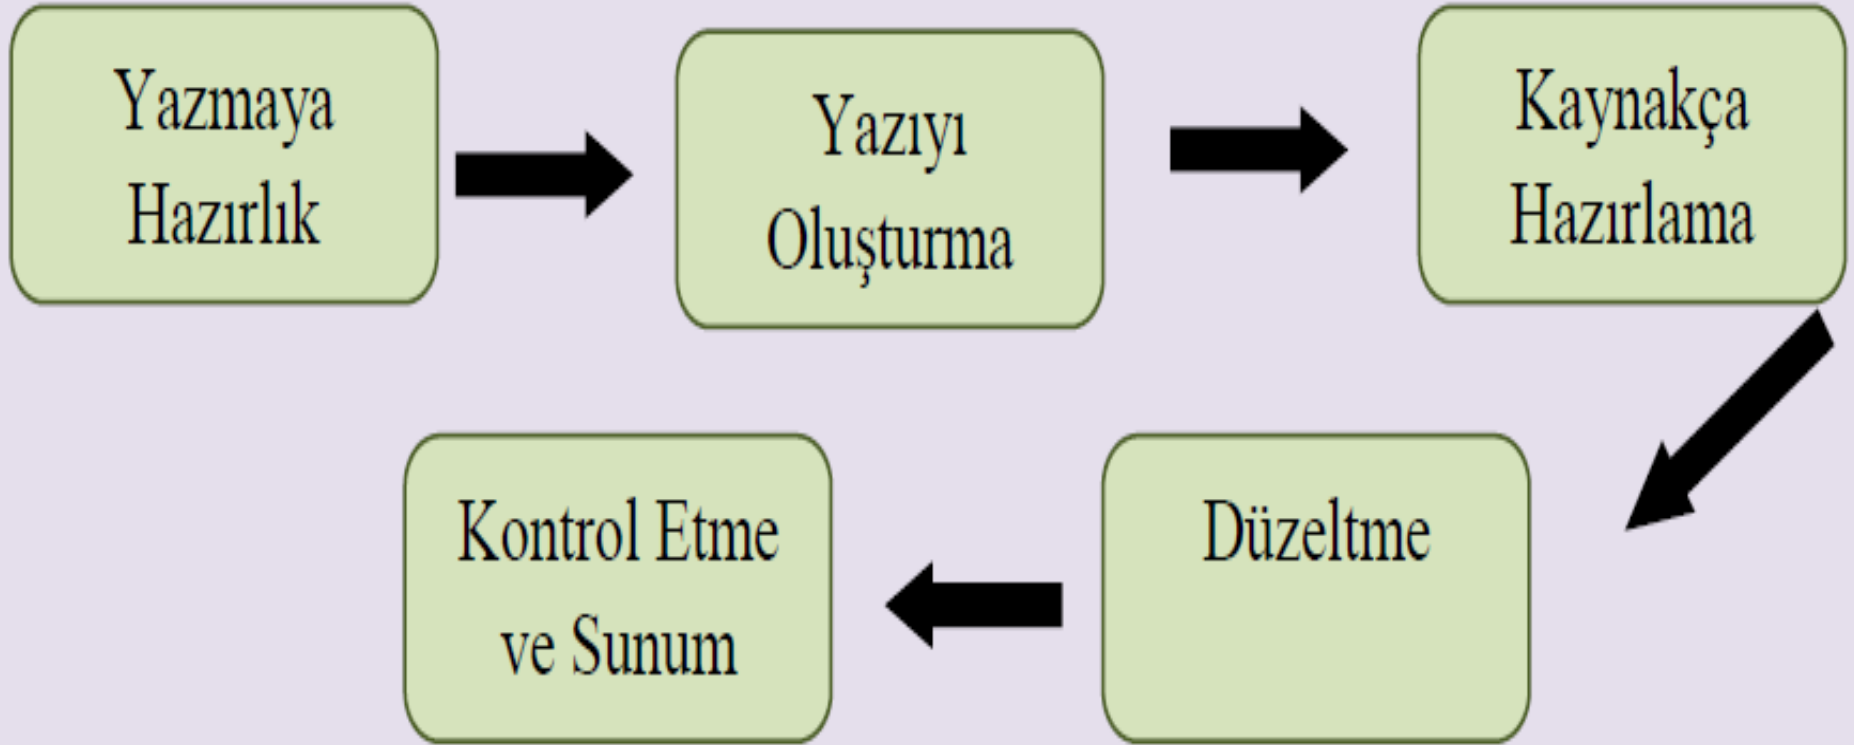 Yazmaya
Hazırlık
Yazıyı
Oluşturma
Kaynakça
Hazırlama
Düzeltme
Kontrol Etme
ve Sunum